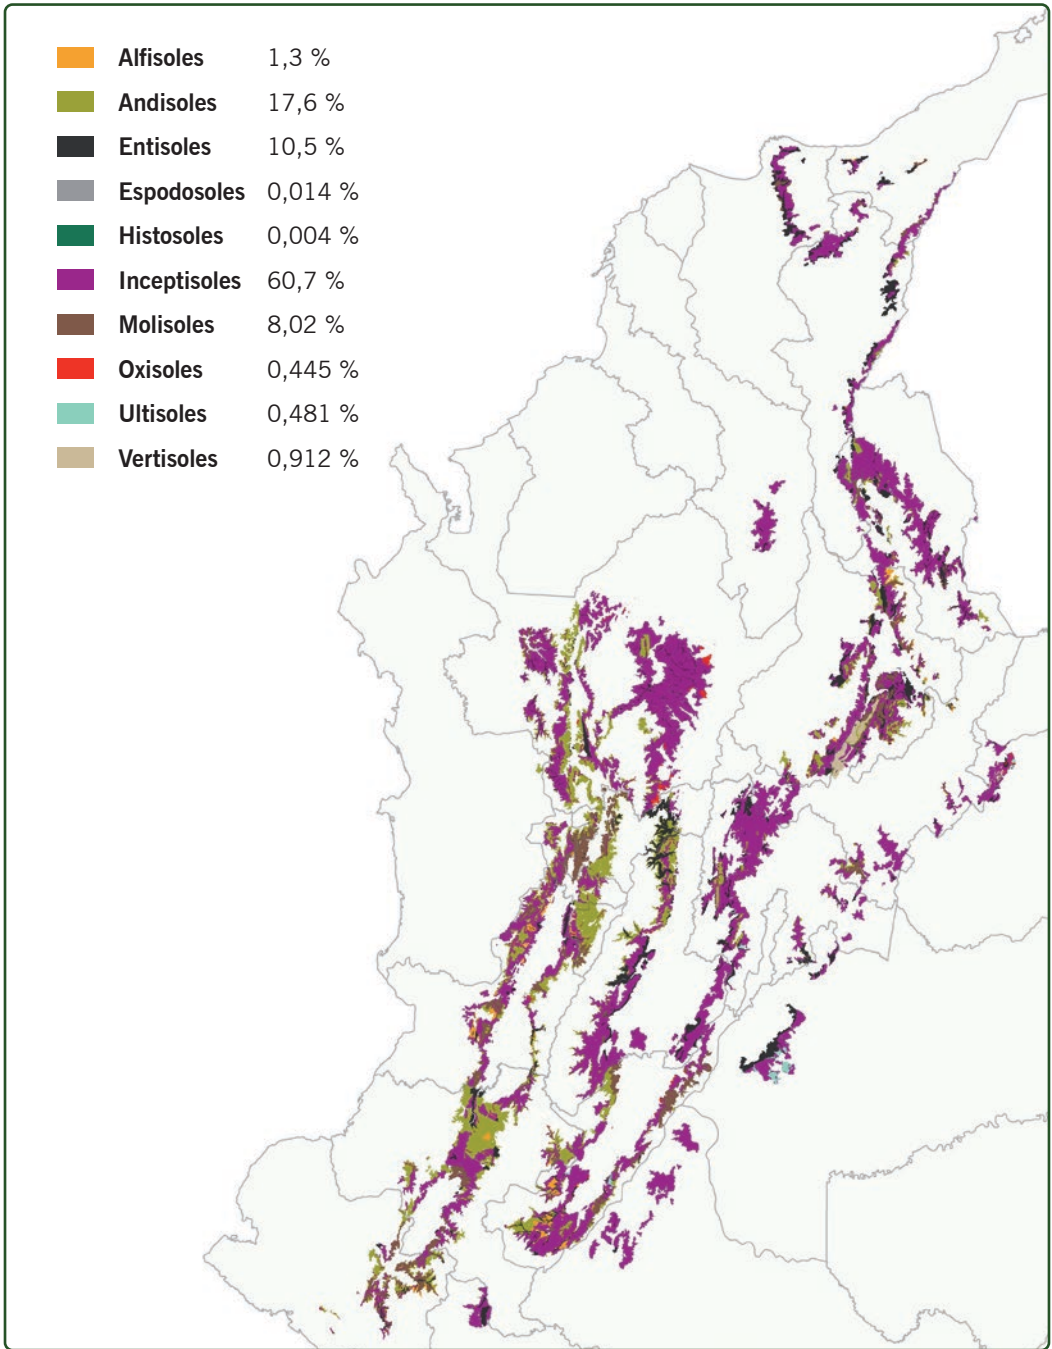 Alfisoles 1,3 %
Andisoles 17,6 %
Entisoles 10,5 %
Espodosoles 0,014 %
Histosoles 0,004 %
Inceptisoles 60,7 %
Molisoles 8,02 %
Oxisoles 0,445 %
Ultisoles 0,481 %
Vertisoles 0,912 %